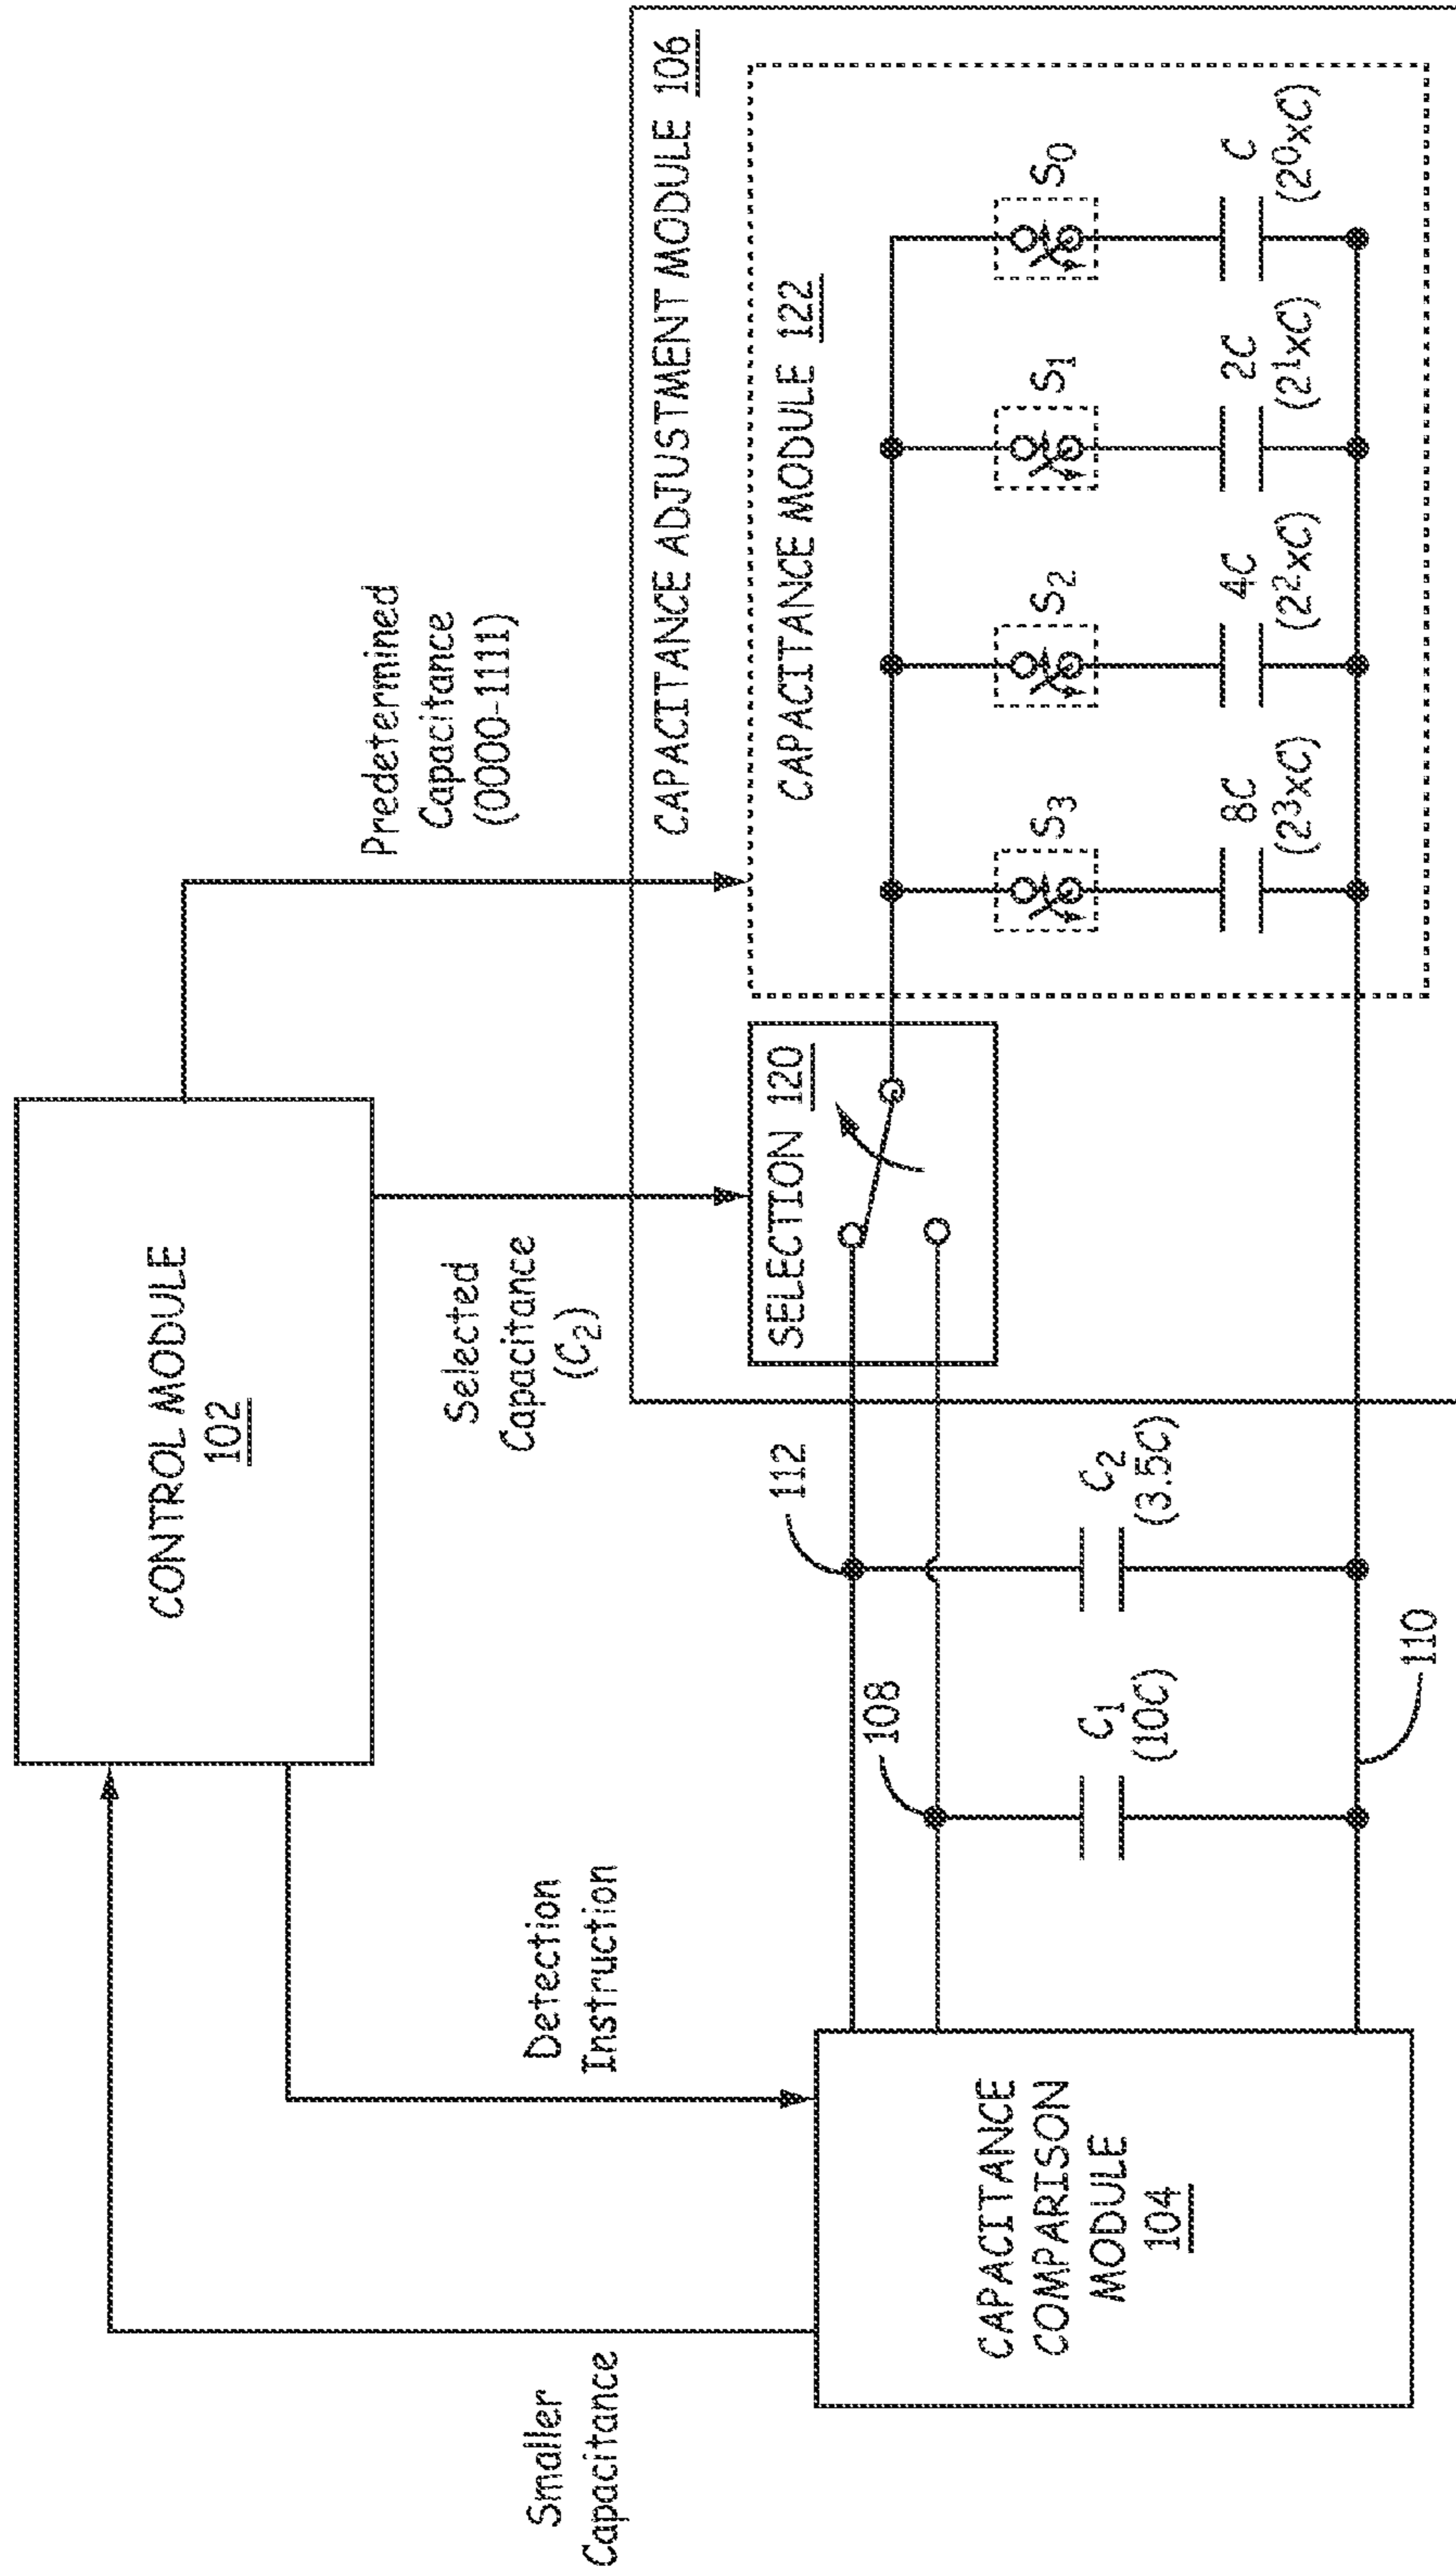 CONTROL MODULE
102
Predetermined
Capacitance
(0000-1111)
Smaller
Capacitance
Detection
Instruction
Selected
Capacitance
(C₂)
CAPACITANCE ADJUSTMENT MODULE 106
CAPACITANCE
COMPARISON
MODULE
104
SELECTION 120
CAPACITANCE MODULE 122
112
108
110
C₁
(10C)
C₂
(3.5C)
S₃
S₂
S₁
S₀
8C
(2³xC)
4C
(2²xC)
2C
(2¹xC)
C
(2⁰xC)